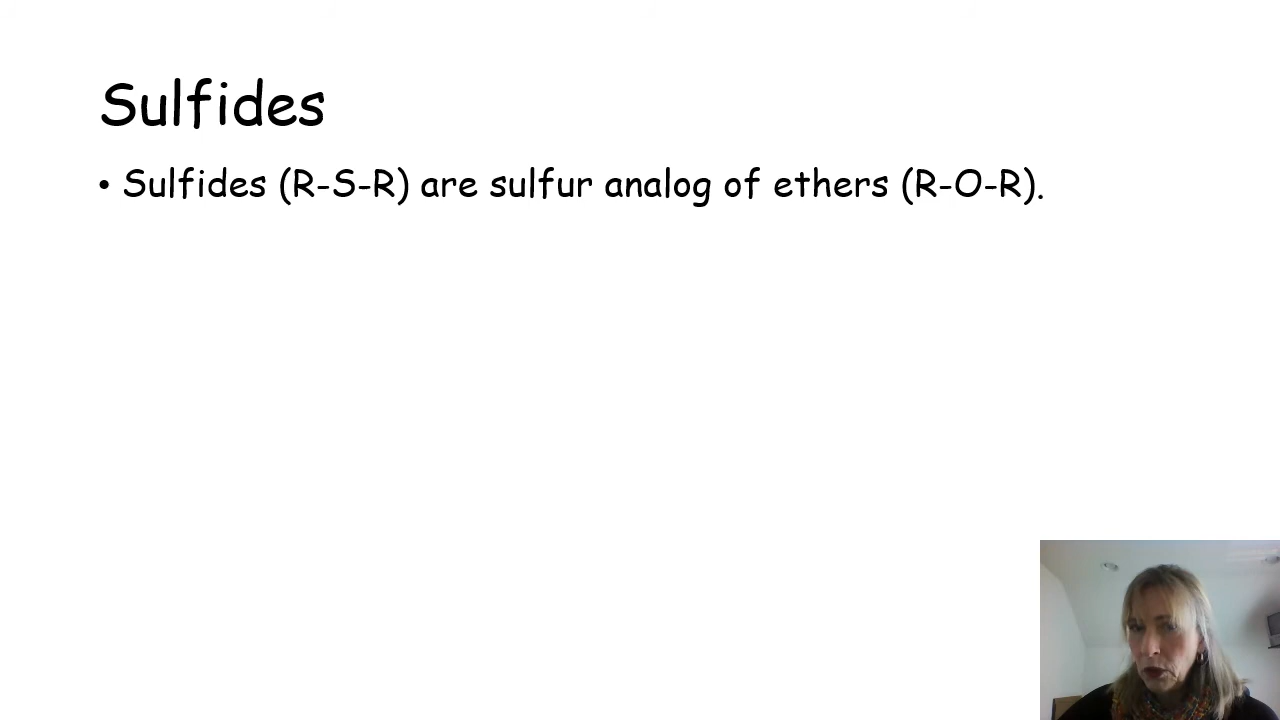 Sulfides
• Sulfides (R-S-R) are sulfur analog of ethers (R-O-R).